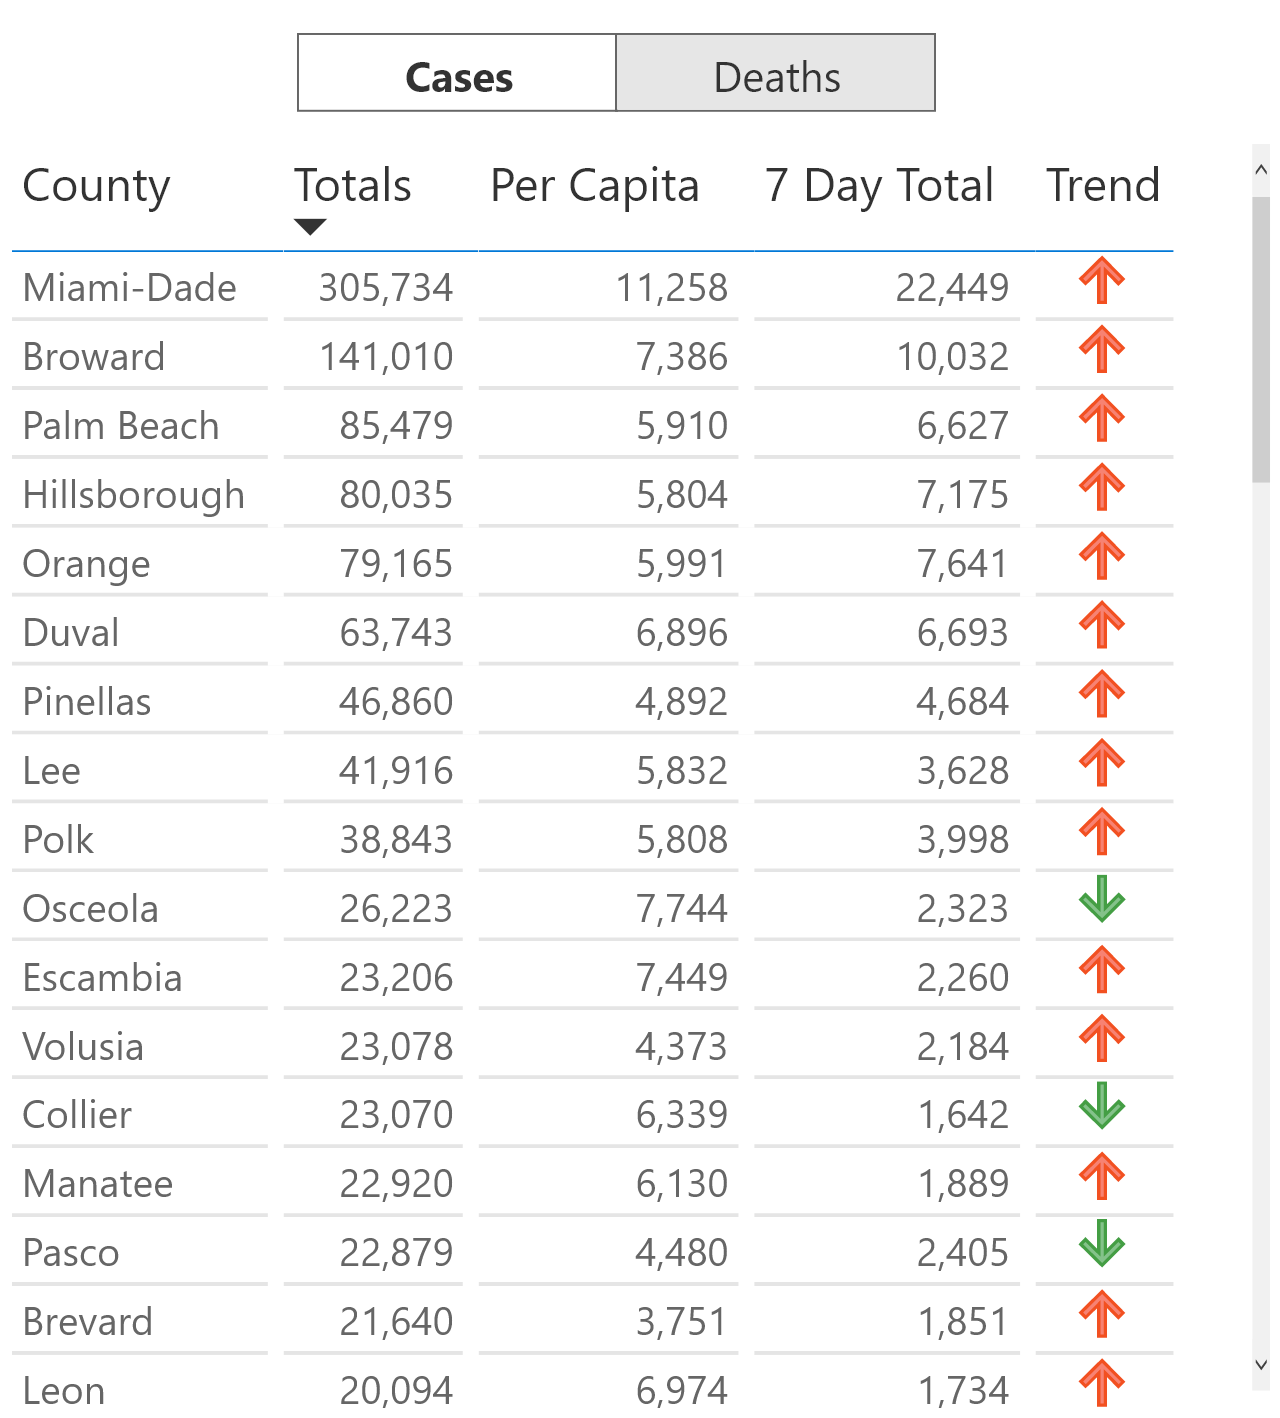 Cases Deaths
County Totals Per Capita 7 Day Total Trend
Miami-Dade 305,734 11,258 22,449
Broward 141,010 7,386 10,032
Palm Beach 85,479 5,910 6,627
Hillsborough 80,035 5,804 7,175
Orange 79,165 5,991 7,641
Duval 63,743 6,896 6,693
Pinellas 46,860 4,892 4,684
Lee 41,916 5,832 3,628
Polk 38,843 5,808 3,998
Osceola 26,223 7,744 2,323
Escambia 23,206 7,449 2,260
Volusia 23,078 4,373 2,184
Collier 23,070 6,339 1,642
Manatee 22,920 6,130 1,889
Pasco 22,879 4,480 2,405
Brevard 21,640 3,751 1,851
Leon 20,094 6,974 1,734